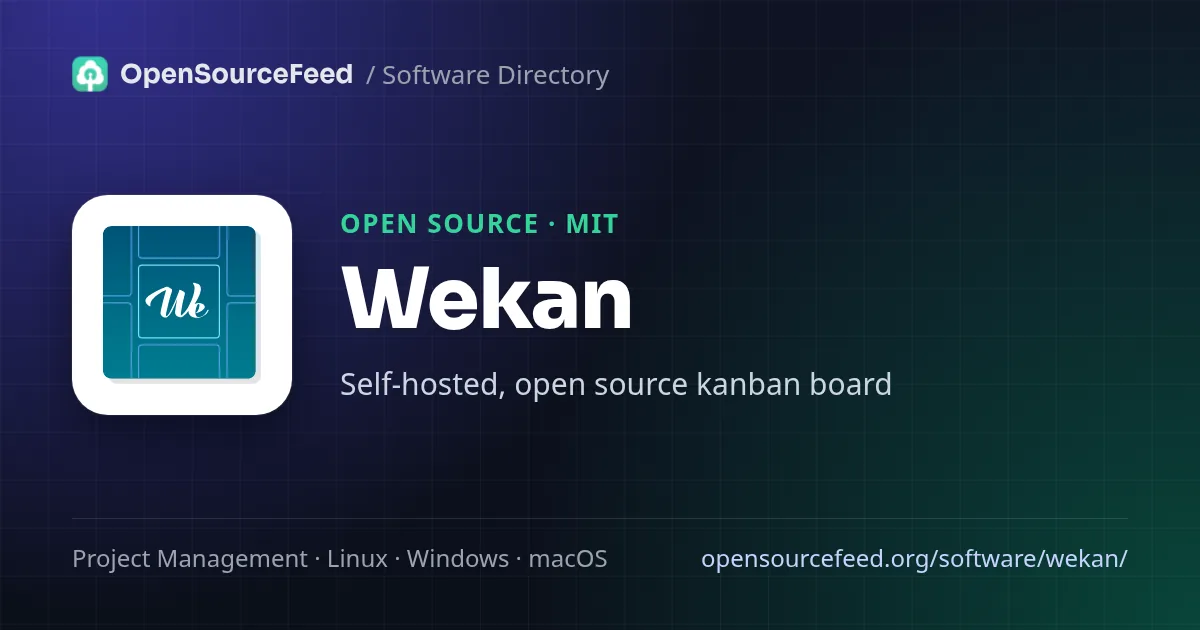 OpenSourceFeed / Software Directory
OPEN SOURCE · MIT
We
Wekan
Self-hosted, open source kanban board
Project Management · Linux · Windows · macOS
opensourcefeed.org/software/wekan/